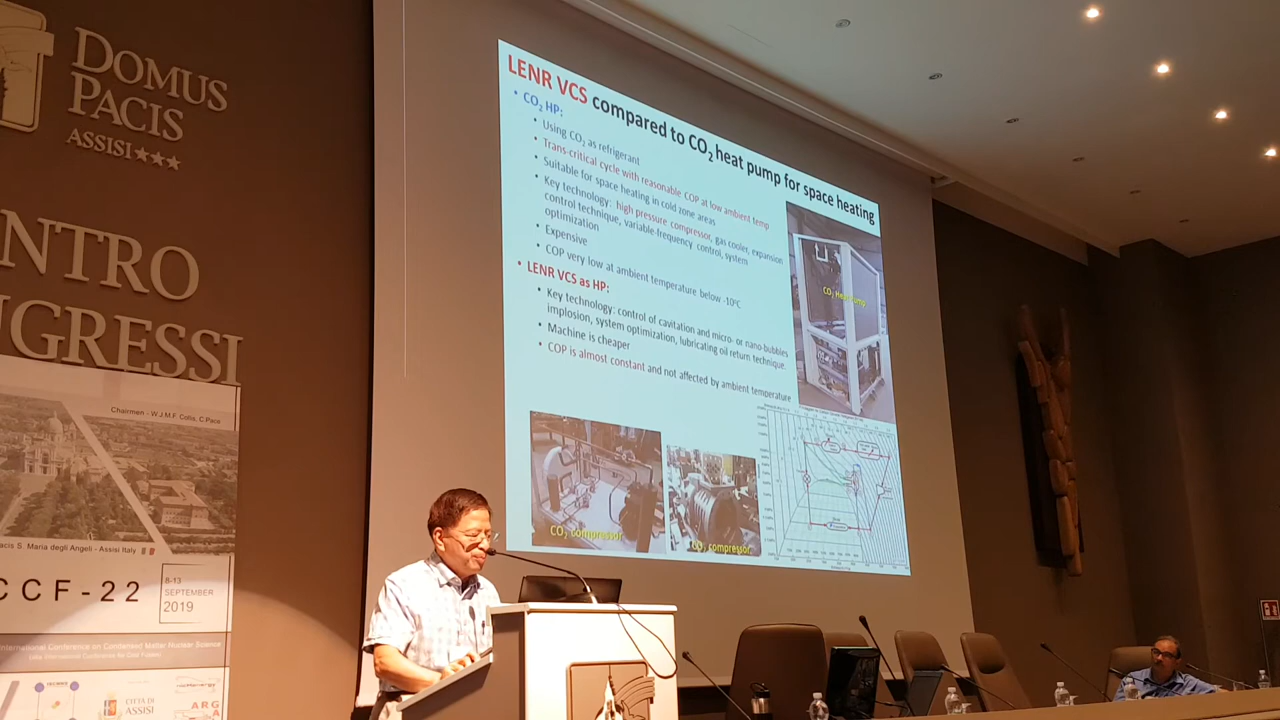 DOMUS
PACIS
ASSISI★★★
NTRO
NGRESSI
Chairmen - W.J.M.F. Collis, C.Pace
acis S. Maria degli Angeli - Assisi Italy
CCF-22
8-13
SEPTEMBER
2019
International Conference on Condensed Matter Nuclear Science
CITTÀ DI
ASSISI
ARG
LENR VCS compared to CO2 heat pump for space heating
• CO2 HP:
• Using CO2 as refrigerant
• Trans-critical cycle with reasonable COP at low ambient temp
• Suitable for space heating in cold zone areas
• Key technology: high pressure compressor, gas cooler, expansion
control technique, variable-frequency control, system
optimization
• Expensive
• COP very low at ambient temperature below -10°C
• LENR VCS as HP:
• Key technology: control of cavitation and micro- or nano-bubbles
implosion, system optimization, lubricating oil return technique.
• Machine is cheaper
• COP is almost constant and not affected by ambient temperature
CO2 Heat Pump
CO2 compressor
CO2 compressor